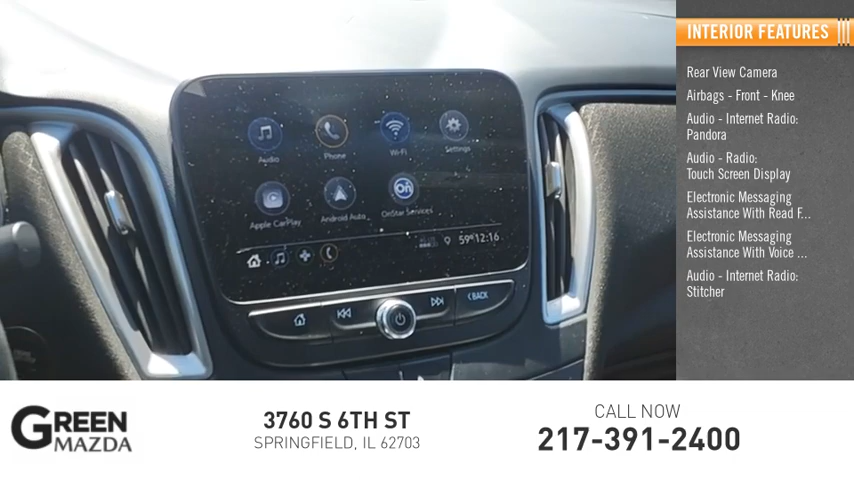 INTERIOR FEATURES
Rear View Camera
Airbags - Front - Knee
Audio - Internet Radio:
Pandora
Audio - Radio:
Touch Screen Display
Electronic Messaging
Assistance With Read F...
Electronic Messaging
Assistance With Voice ...
Audio - Internet Radio:
Stitcher
Audio
Phone
Wi-Fi
Settings
Apple CarPlay
Android Auto
OnStar Services
59° 12:16
BACK
GREEN
MAZDA
3760 S 6TH ST
SPRINGFIELD, IL 62703
CALL NOW
217-391-2400